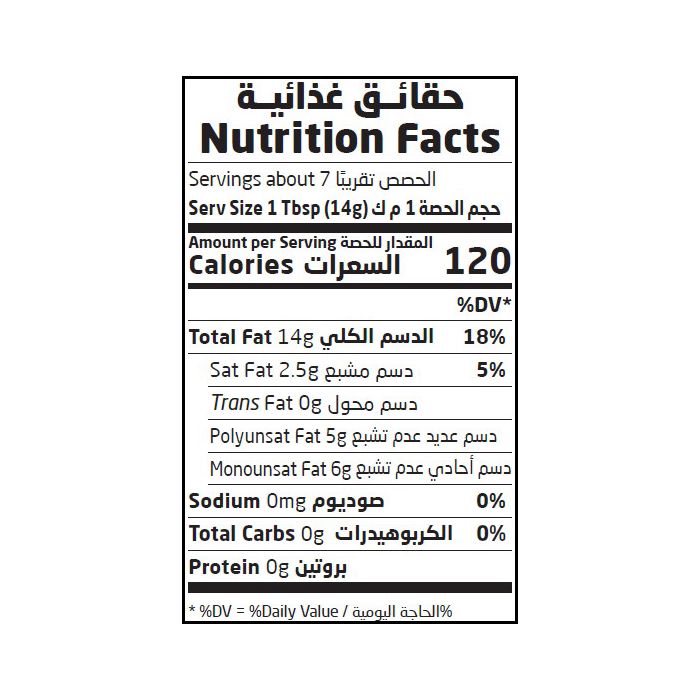 حقائـق غذائيـة
Nutrition Facts
Servings about 7 الحصص تقريبًا
Serv Size 1 Tbsp (14g) حجم الحصة 1 م ك
Amount per Serving المقدار للحصة
Calories السعرات 120
%DV*
Total Fat 14g الدسم الكلي 18%
Sat Fat 2.5g دسم مشبع 5%
Trans Fat 0g دسم محول
Polyunsat Fat 5g دسم عديد عدم تشبع
Monounsat Fat 6g دسم أحادي عدم تشبع
Sodium 0mg صوديوم 0%
Total Carbs 0g الكربوهيدرات 0%
Protein 0g بروتين
* %DV = %Daily Value / الحاجة اليومية%